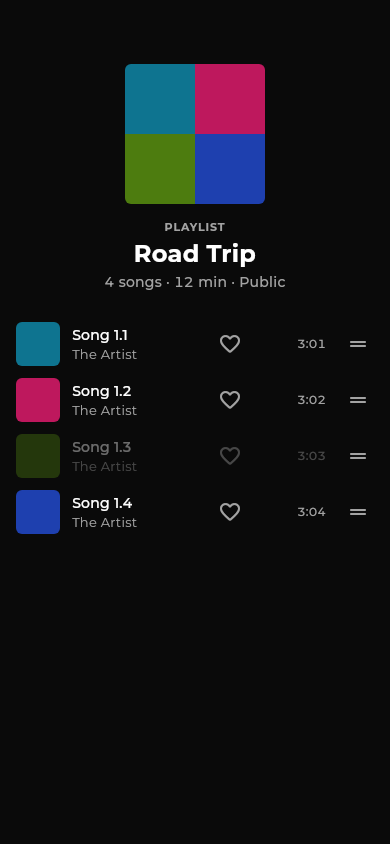 PLAYLIST
Road Trip
4 songs · 12 min · Public
Song 1.1
The Artist
3:01
Song 1.2
The Artist
3:02
Song 1.3
The Artist
3:03
Song 1.4
The Artist
3:04